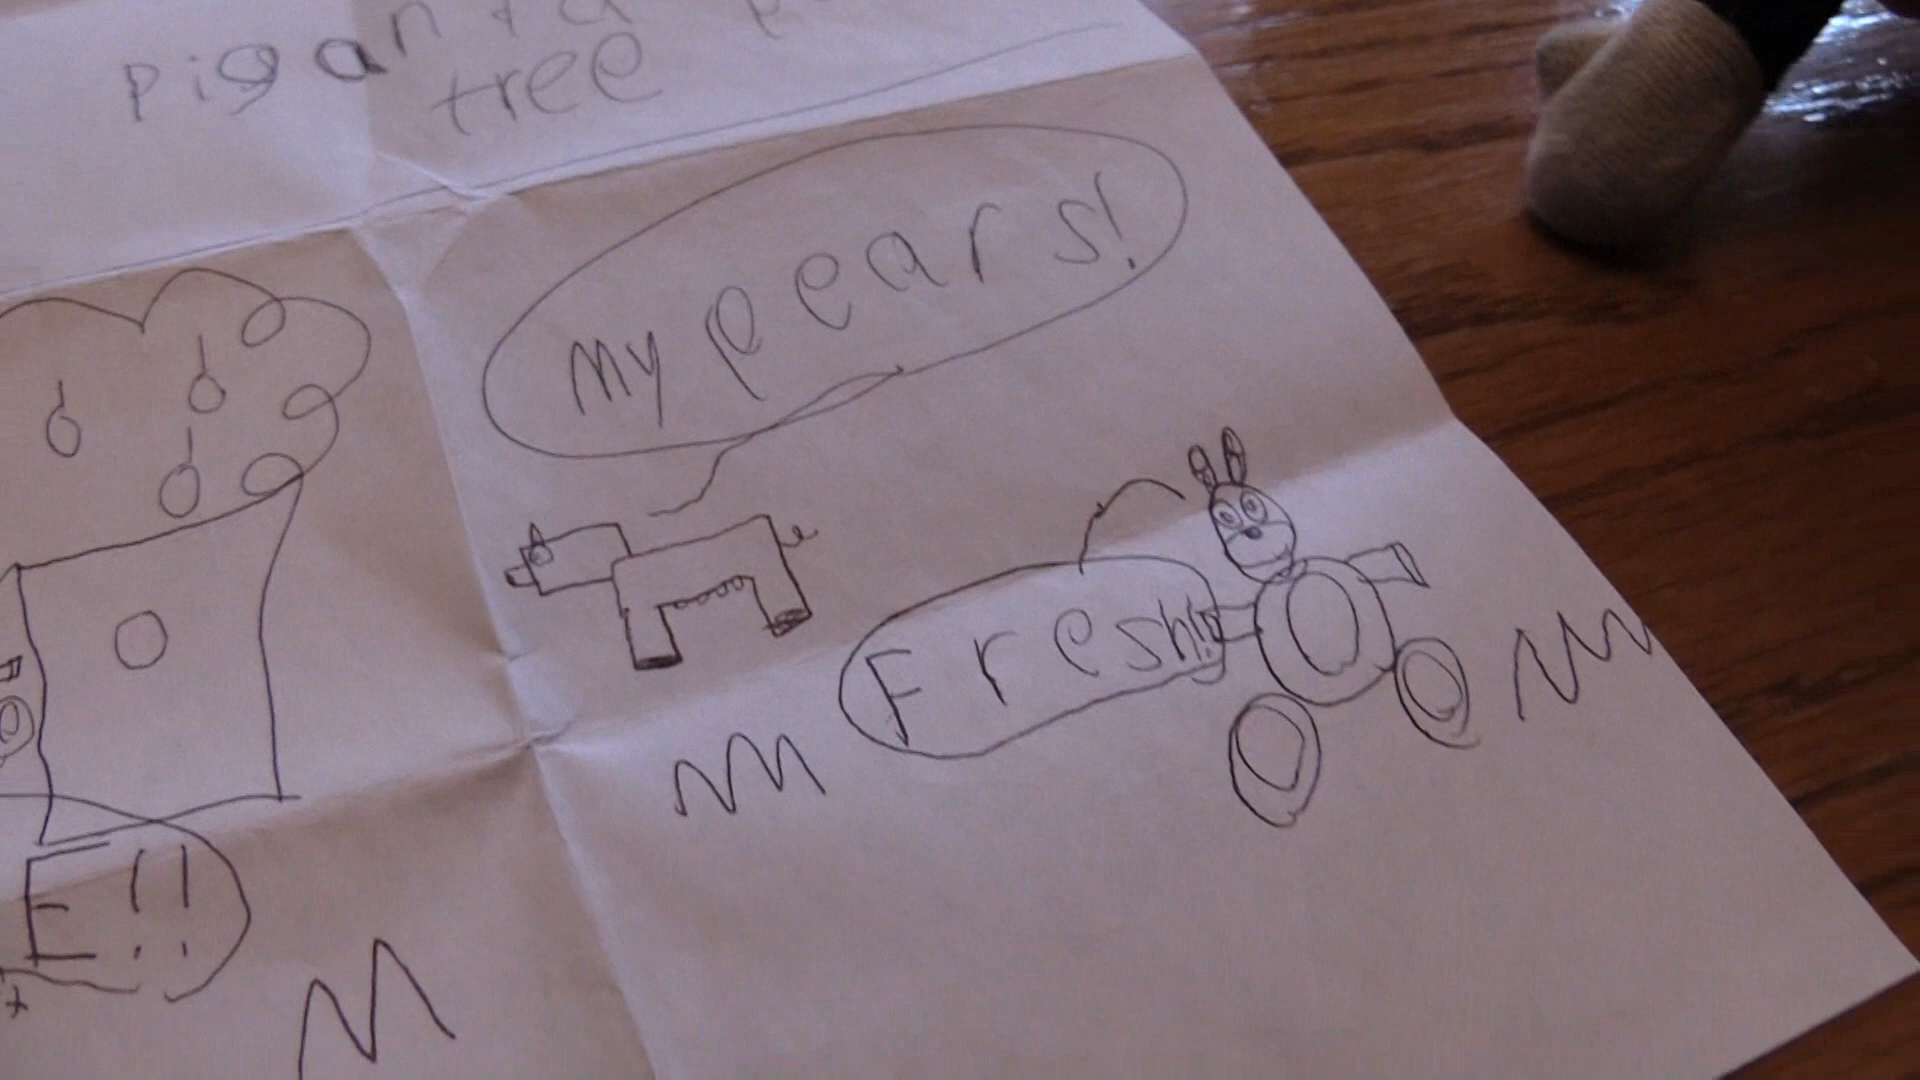 pig and a
tree
My pears!
Fresh!
E!!